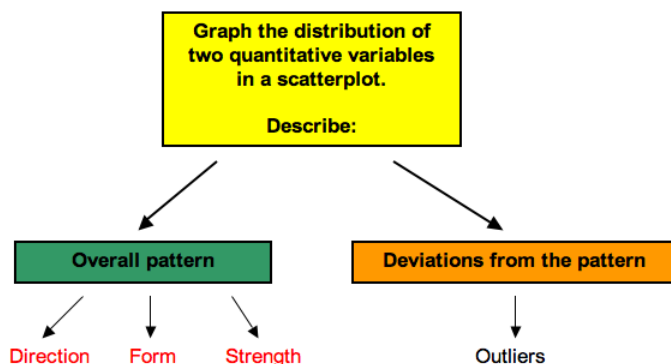 Graph the distribution of
two quantitative variables
in a scatterplot.
Describe:
Overall pattern
Deviations from the pattern
Direction
Form
Strength
Outliers